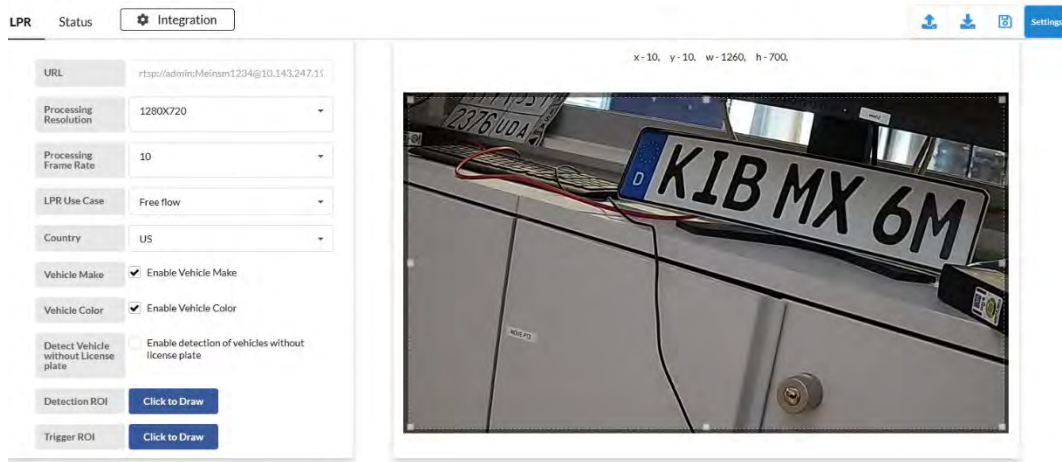 LPR
Status
Integration
Settings
URL
rtsp://admin:Meinsm1234@10.143.247.19
Processing Resolution
1280X720
Processing Frame Rate
10
LPR Use Case
Free flow
Country
US
Vehicle Make
Enable Vehicle Make
Vehicle Color
Enable Vehicle Color
Detect Vehicle
without License
plate
Enable detection of vehicles without
license plate
Detection ROI
Click to Draw
Trigger ROI
Click to Draw
x - 10, y - 10, w - 1260, h - 700,
2376 UDA
D
KIB MX 6M
MOVE PTZ